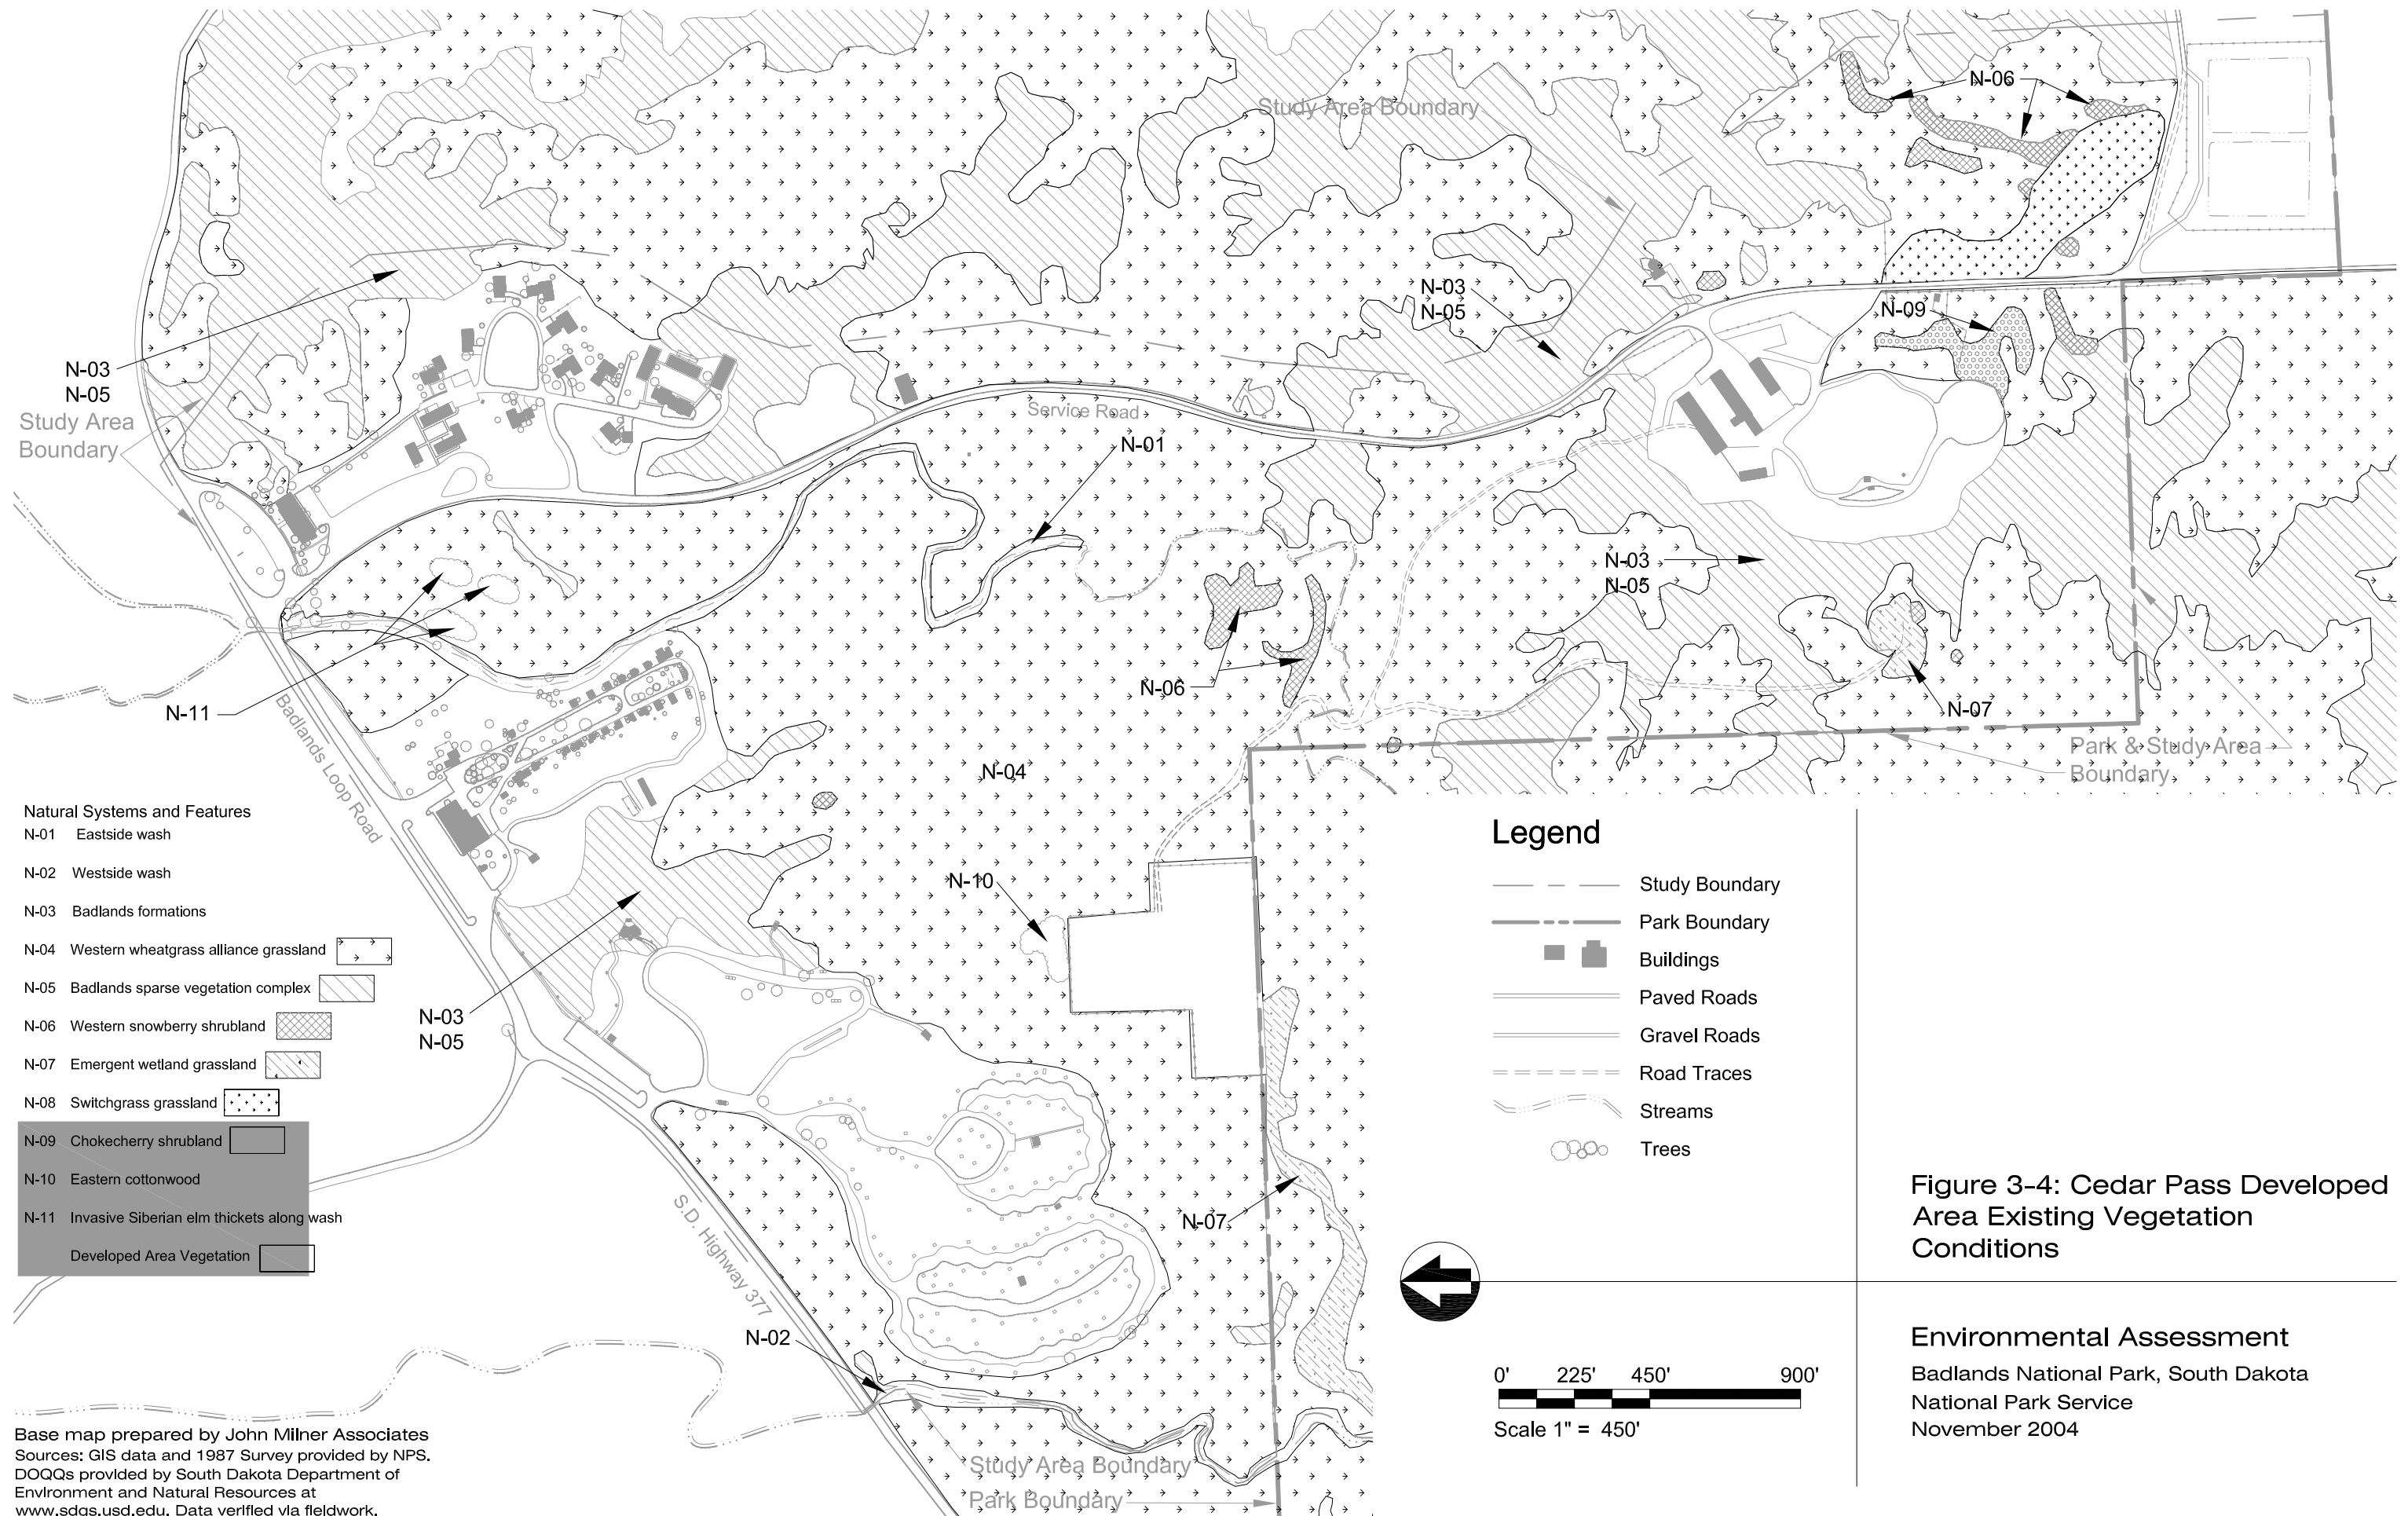 Study Area Boundary
N-06
N-03
N-05
N-09
N-03
N-05
Study Area
Boundary
Service Road
N-01
N-03
N-05
N-06
N-11
N-07
Badlands Loop Road
N-04
Park & Study Area
Boundary
Natural Systems and Features
N-01 Eastside wash
N-02 Westside wash
N-03 Badlands formations
N-04 Western wheatgrass alliance grassland
N-05 Badlands sparse vegetation complex
N-06 Western snowberry shrubland
N-07 Emergent wetland grassland
N-08 Switchgrass grassland
N-09 Chokecherry shrubland
N-10 Eastern cottonwood
N-11 Invasive Siberian elm thickets along wash
Developed Area Vegetation
N-10
N-03
N-05
S.D. Highway 377
N-07
N-02
Study Area Boundary
Park Boundary
Legend
Study Boundary
Park Boundary
Buildings
Paved Roads
Gravel Roads
Road Traces
Streams
Trees
0' 225' 450' 900'
Scale 1" = 450'
Figure 3-4: Cedar Pass Developed
Area Existing Vegetation
Conditions
Environmental Assessment
Badlands National Park, South Dakota
National Park Service
November 2004
Base map prepared by John Milner Associates
Sources: GIS data and 1987 Survey provided by NPS.
DOQQs provided by South Dakota Department of
Environment and Natural Resources at
www.sdgs.usd.edu. Data verified via fieldwork.